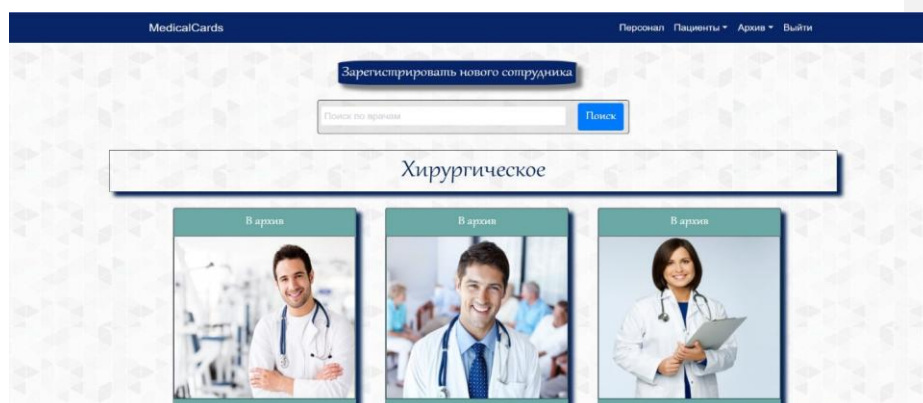 MedicalCards
Персонал Пациенты Архив Выйти
Зарегистрировать нового сотрудника
Поиск по врачам Поиск
Хирургическое
В архив В архив В архив